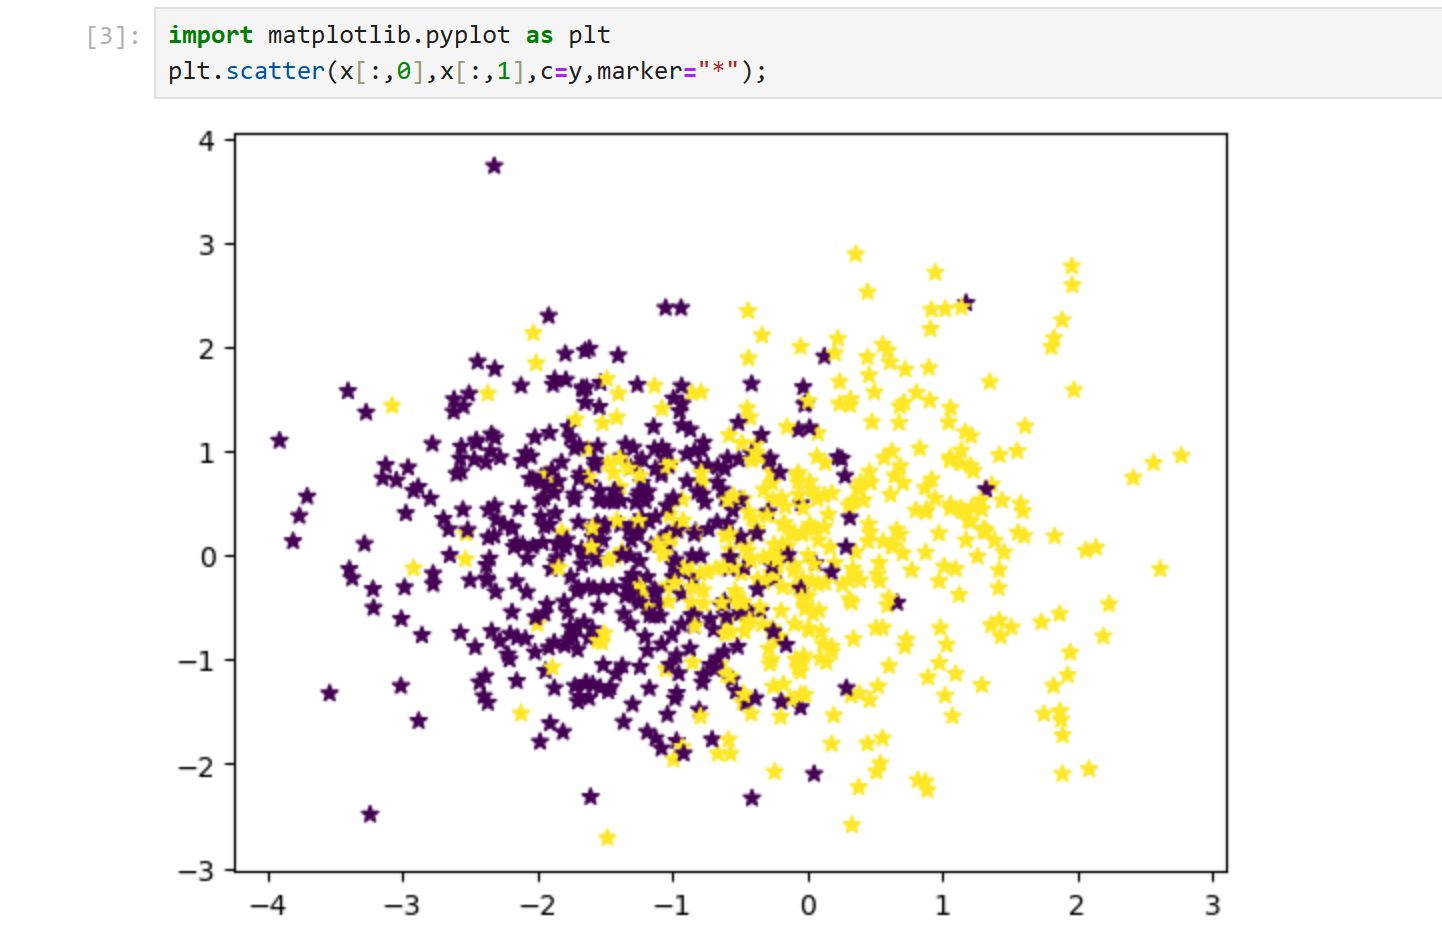 [3]: import matplotlib.pyplot as plt
plt.scatter(x[:,0],x[:,1],c=y,marker="*");
4
3
2
1
0
−1
−2
−3
−4 −3 −2 −1 0 1 2 3